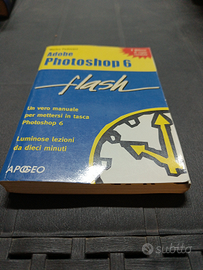 Adobe
Photoshop 6
flash
Un vero manuale
per mettersi in tasca
Photoshop 6
Luminose lezioni
da dieci minuti
APOGEO
subito